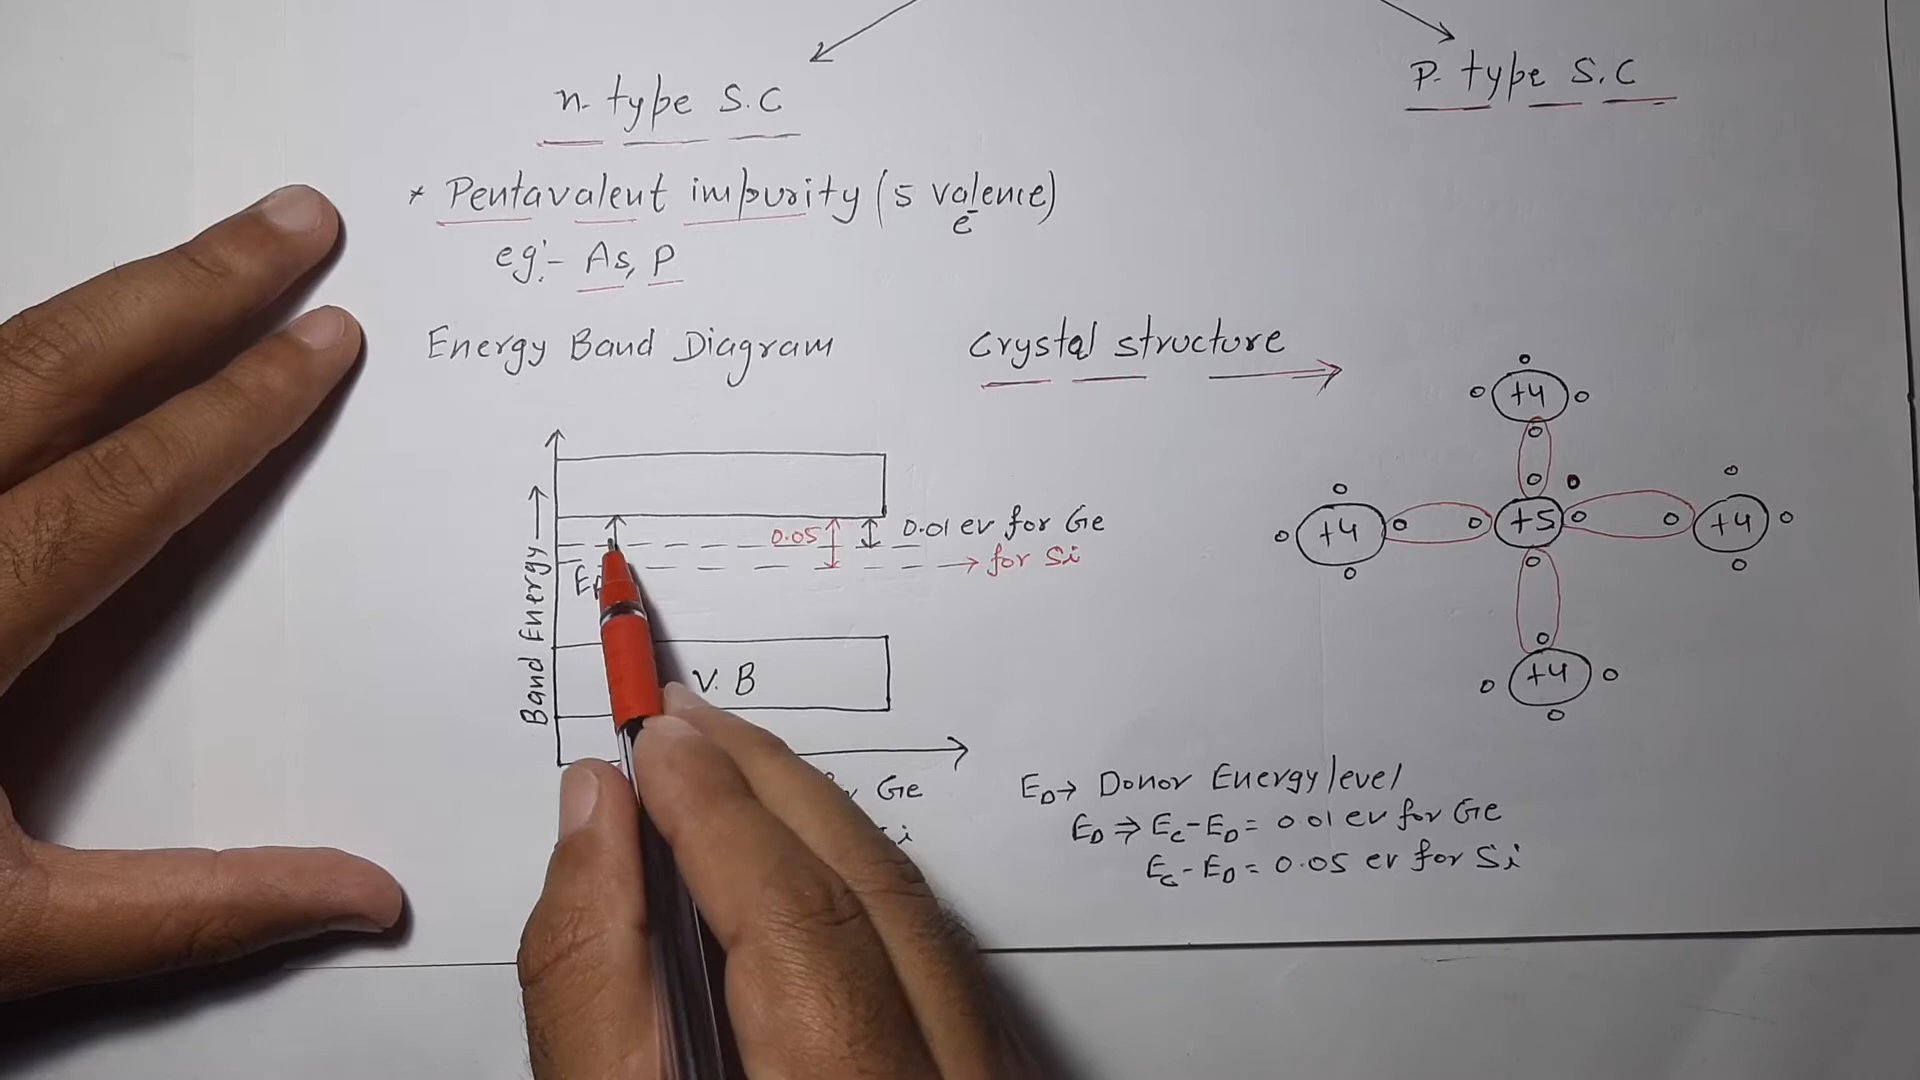 n- type S.C
P- type S.C
* Pentavalent impurity (5 valence)
e-
eg:- As, P
Energy Band Diagram
Crystal structure
+4
0.05
0.01 ev for Ge
→ for Si
+4
+5
+4
Band Energy →
V.B
+4
Ge
ED→ Donor Energy level
ED ⇒ Ec-ED= 0.01 ev for Ge
Ec-ED= 0.05 ev for Si